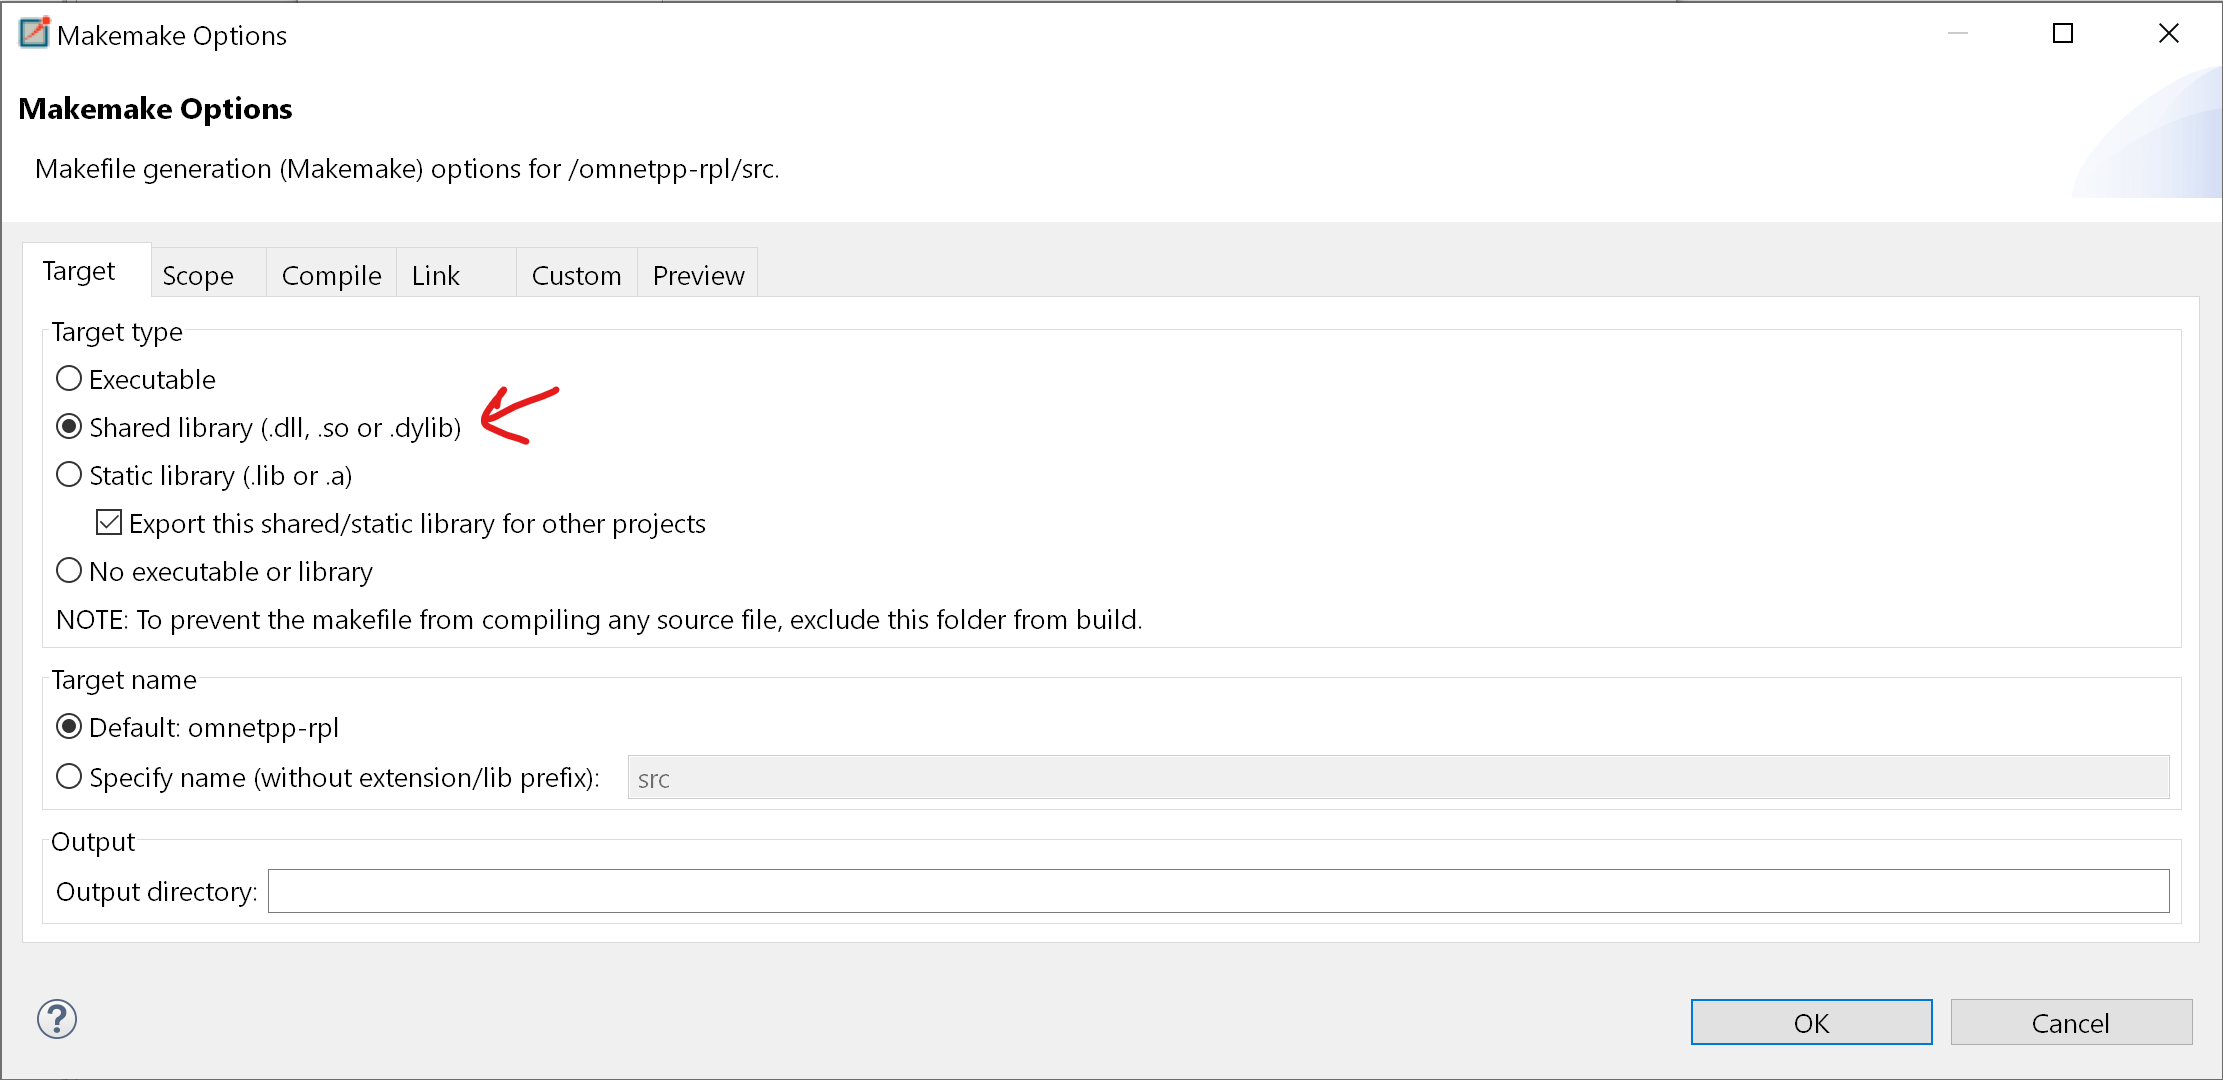 Makemake Options
Makemake Options
Makefile generation (Makemake) options for /omnetpp-rpl/src.
Target Scope Compile Link Custom Preview
Target type
Executable
Shared library (.dll, .so or .dylib)
Static library (.lib or .a)
Export this shared/static library for other projects
No executable or library
NOTE: To prevent the makefile from compiling any source file, exclude this folder from build.
Target name
Default: omnetpp-rpl
Specify name (without extension/lib prefix): src
Output
Output directory:
? OK Cancel